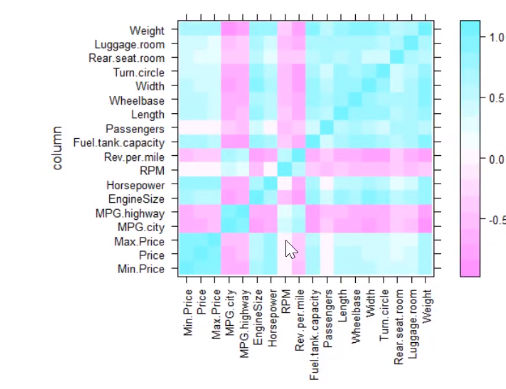 Weight
Luggage.room
Rear.seat.room
Turn.circle
Width
Wheelbase
Length
Passengers
Fuel.tank.capacity
Rev.per.mile
RPM
Horsepower
EngineSize
MPG.highway
MPG.city
Max.Price
Price
Min.Price
column
Min.Price
Price
Max.Price
MPG.city
MPG.highway
EngineSize
Horsepower
RPM
Rev.per.mile
Fuel.tank.capacity
Passengers
Length
Wheelbase
Width
Turn.circle
Rear.seat.room
Luggage.room
Weight
1.0
0.5
0.0
-0.5